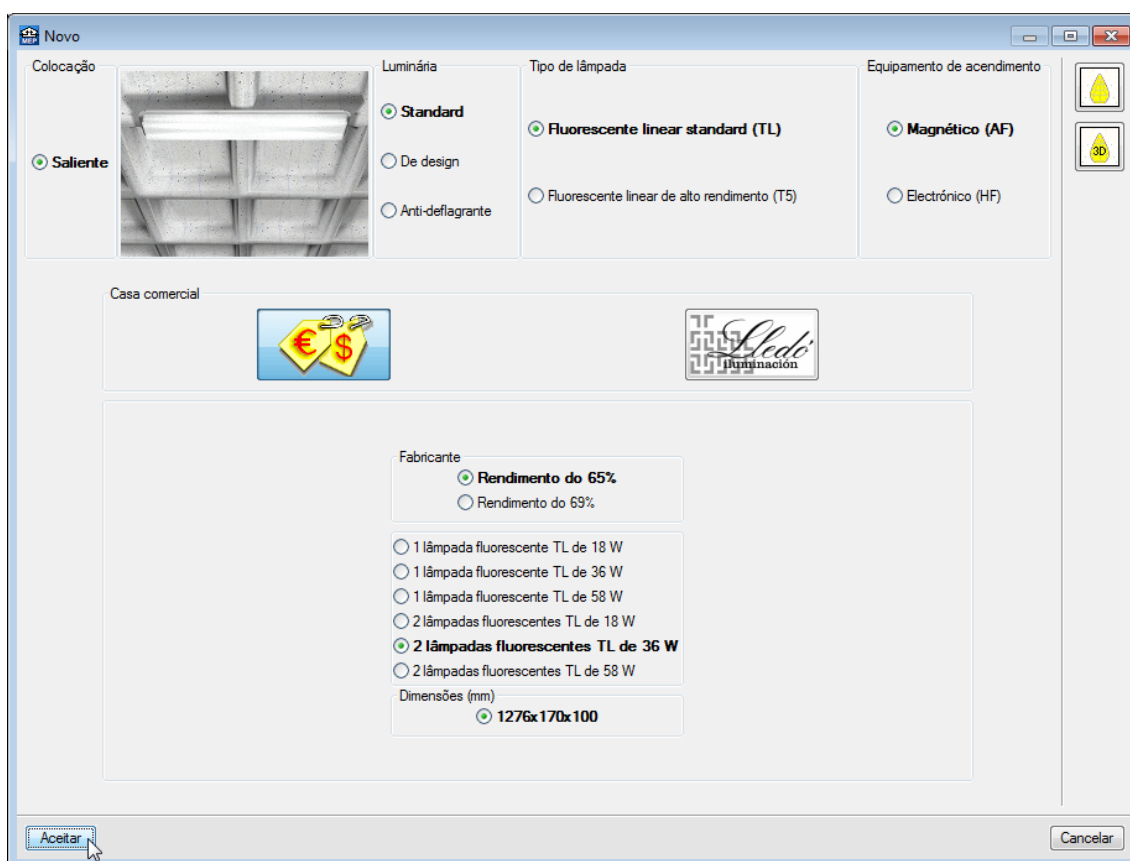 MEP Novo
Colocação
Saliente
Luminária
Standard
De design
Anti-deflagrante
Tipo de lâmpada
Fluorescente linear standard (TL)
Fluorescente linear de alto rendimento (T5)
Equipamento de acendimento
Magnético (AF)
Electrónico (HF)
3D
Casa comercial
€ $
Lledó
iluminación
Fabricante
Rendimento do 65%
Rendimento do 69%
1 lâmpada fluorescente TL de 18 W
1 lâmpada fluorescente TL de 36 W
1 lâmpada fluorescente TL de 58 W
2 lâmpadas fluorescentes TL de 18 W
2 lâmpadas fluorescentes TL de 36 W
2 lâmpadas fluorescentes TL de 58 W
Dimensões (mm)
1276x170x100
Aceitar
Cancelar